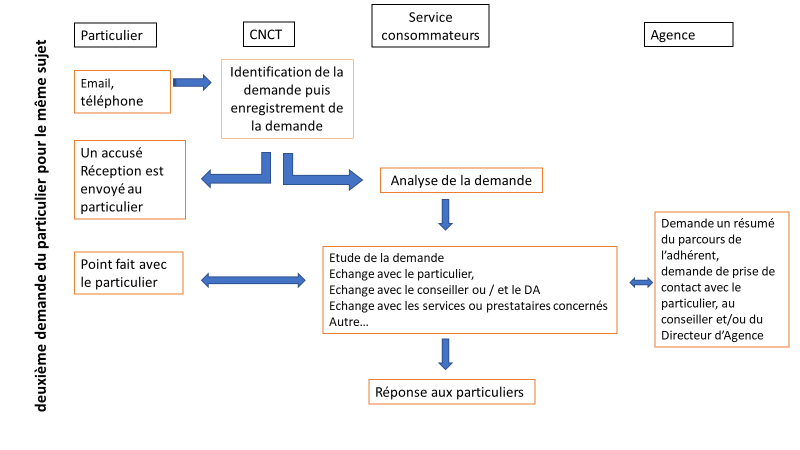 deuxième demande du particulier pour le même sujet
Particulier
CNCT
Service
consommateurs
Agence
Email,
téléphone
Identification de la
demande puis
enregistrement de
la demande
Un accusé
Réception est
envoyé au
particulier
Analyse de la demande
Point fait avec
le particulier
Etude de la demande
Echange avec le particulier,
Echange avec le conseiller ou / et le DA
Echange avec les services ou prestataires concernés
Autre…
Demande un résumé
du parcours de
l’adhérent,
demande de prise de
contact avec le
particulier, au
conseiller et/ou du
Directeur d’Agence
Réponse aux particuliers